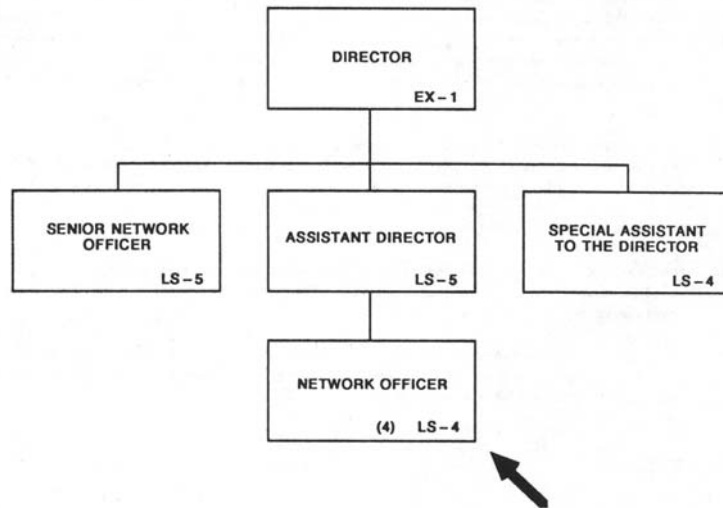 DIRECTOR
EX-1
SENIOR NETWORK
OFFICER
LS-5
ASSISTANT DIRECTOR
LS-5
SPECIAL ASSISTANT
TO THE DIRECTOR
LS-4
NETWORK OFFICER
(4) LS-4